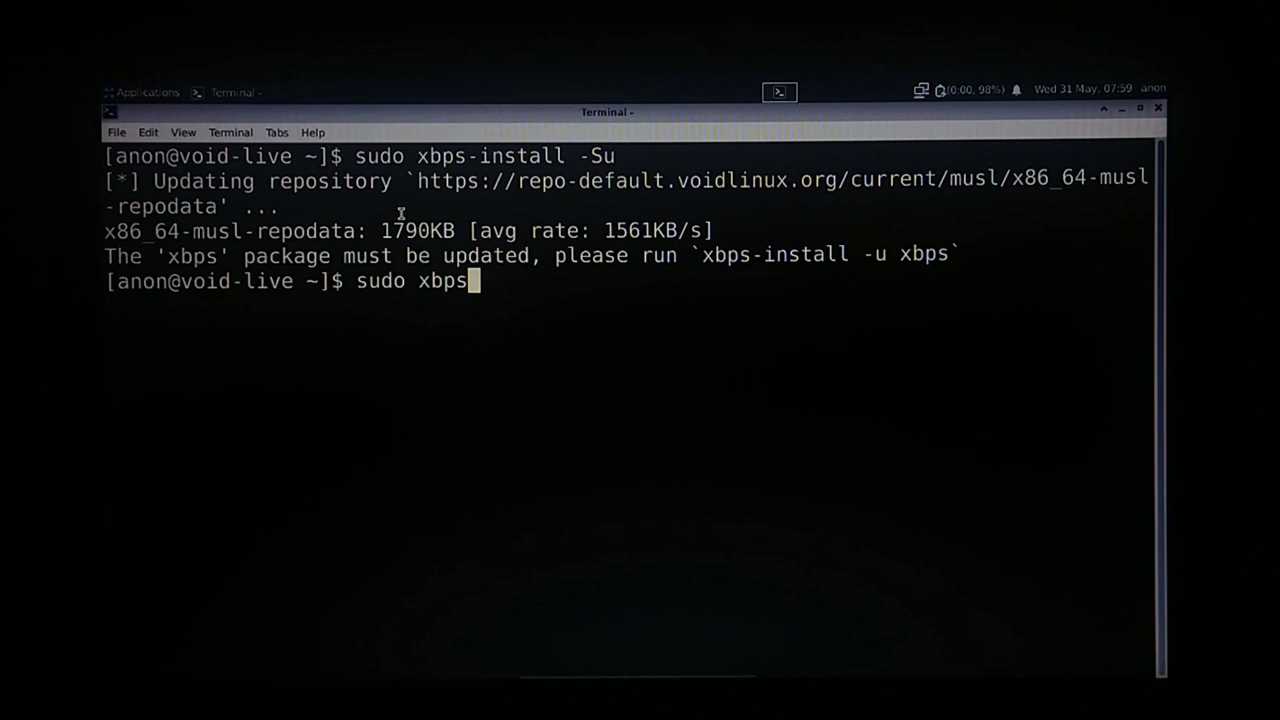 Applications Terminal - (0:00, 98%) Wed 31 May, 07:59 anon
Terminal -
File Edit View Terminal Tabs Help
[anon@void-live ~]$ sudo xbps-install -Su
[*] Updating repository `https://repo-default.voidlinux.org/current/musl/x86_64-musl
-repodata' ...
x86_64-musl-repodata: 1790KB [avg rate: 1561KB/s]
The 'xbps' package must be updated, please run `xbps-install -u xbps`
[anon@void-live ~]$ sudo xbps